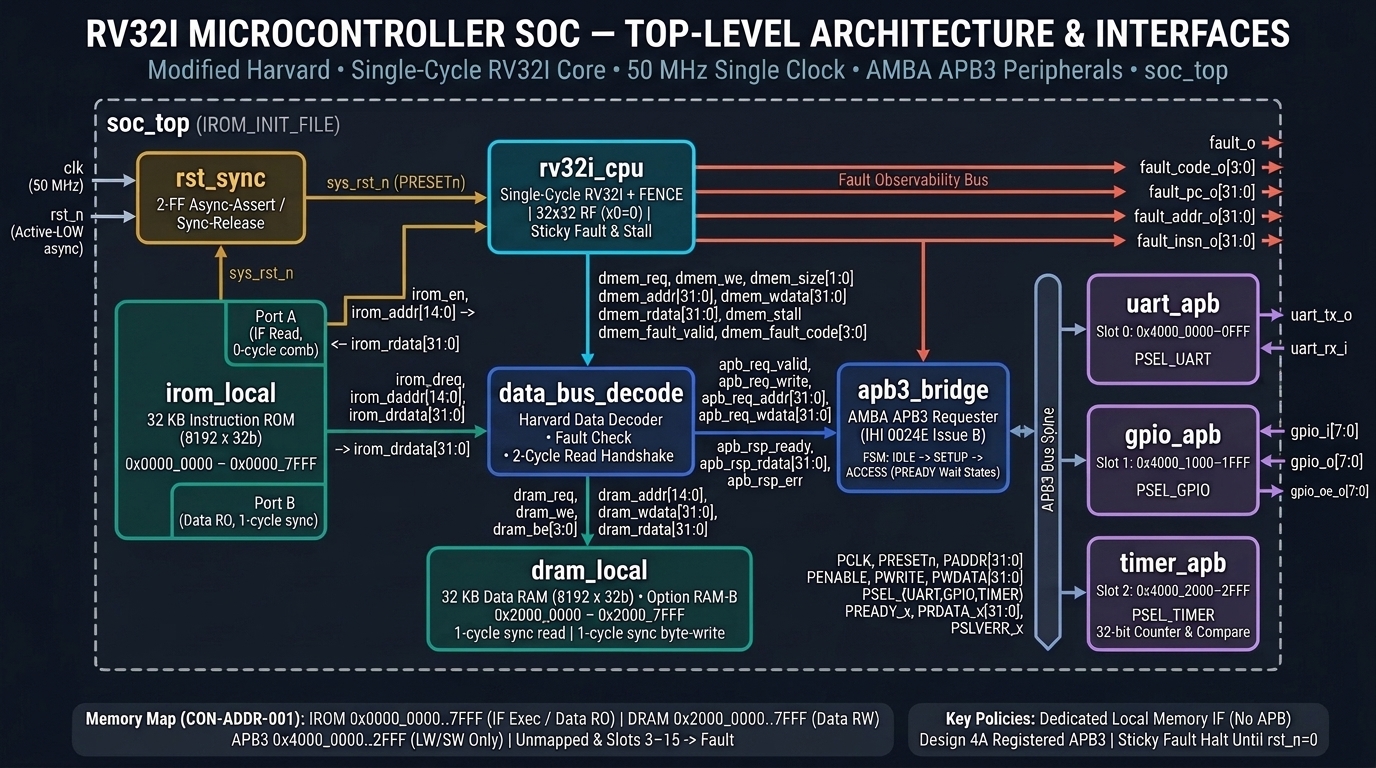 RV32I MICROCONTROLLER SOC — TOP-LEVEL ARCHITECTURE & INTERFACES
Modified Harvard • Single-Cycle RV32I Core • 50 MHz Single Clock • AMBA APB3 Peripherals • soc_top
soc_top (IROM_INIT_FILE)
clk
(50 MHz)
rst_n
(Active-LOW
async)
rst_sync
2-FF Async-Assert /
Sync-Release
sys_rst_n (PRESETn)
sys_rst_n
rv32i_cpu
Single-Cycle RV32I + FENCE
| 32x32 RF (x0=0) |
Sticky Fault & Stall
Fault Observability Bus
fault_o
fault_code_o[3:0]
fault_pc_o[31:0]
fault_addr_o[31:0]
fault_insn_o[31:0]
Port A
(IF Read,
0-cycle comb)
irom_en,
irom_addr[14:0] ->
<- irom_rdata[31:0]
irom_local
32 KB Instruction ROM
(8192 x 32b)
0x0000_0000 – 0x0000_7FFF
Port B
(Data RO, 1-cycle sync)
irom_dreq,
irom_daddr[14:0],
irom_drdata[31:0]
-> irom_drdata[31:0]
dmem_req, dmem_we, dmem_size[1:0]
dmem_addr[31:0], dmem_wdata[31:0]
dmem_rdata[31:0], dmem_stall
dmem_fault_valid, dmem_fault_code[3:0]
data_bus_decode
Harvard Data Decoder
• Fault Check
• 2-Cycle Read Handshake
apb_req_valid,
apb_req_write,
apb_req_addr[31:0],
apb_req_wdata[31:0]
apb_rsp_ready,
apb_rsp_rdata[31:0],
apb_rsp_err
apb3_bridge
AMBA APB3 Requester
(IHI 0024E Issue B)
FSM: IDLE -> SETUP ->
ACCESS (PREADY Wait States)
dram_req,
dram_we,
dram_be[3:0]
dram_addr[14:0],
dram_wdata[31:0],
dram_rdata[31:0]
dram_local
32 KB Data RAM (8192 x 32b) • Option RAM-B
0x2000_0000 – 0x2000_7FFF
1-cycle sync read | 1-cycle sync byte-write
APB3 Bus Spine
PCLK, PRESETn, PADDR[31:0]
PENABLE, PWRITE, PWDATA[31:0]
PSEL_{UART,GPIO,TIMER)
PREADY_x, PRDATA_x[31:0],
PSLVERR_x
uart_apb
Slot 0: 0x4000_0000–0FFF
PSEL_UART
uart_tx_o
uart_rx_i
gpio_apb
Slot 1: 0x4000_1000–1FFF
PSEL_GPIO
gpio_i[7:0]
gpio_o[7:0]
gpio_oe_o[7:0]
timer_apb
Slot 2: 0x4000_2000–2FFF
PSEL_TIMER
32-bit Counter & Compare
Memory Map (CON-ADDR-001): IROM 0x0000_0000..7FFF (IF Exec / Data RO) | DRAM 0x2000_0000..7FFF (Data RW)
APB3 0x4000_0000..2FFF (LW/SW Only) | Unmapped & Slots 3–15 -> Fault
Key Policies: Dedicated Local Memory IF (No APB)
Design 4A Registered APB3 | Sticky Fault Halt Until rst_n=0